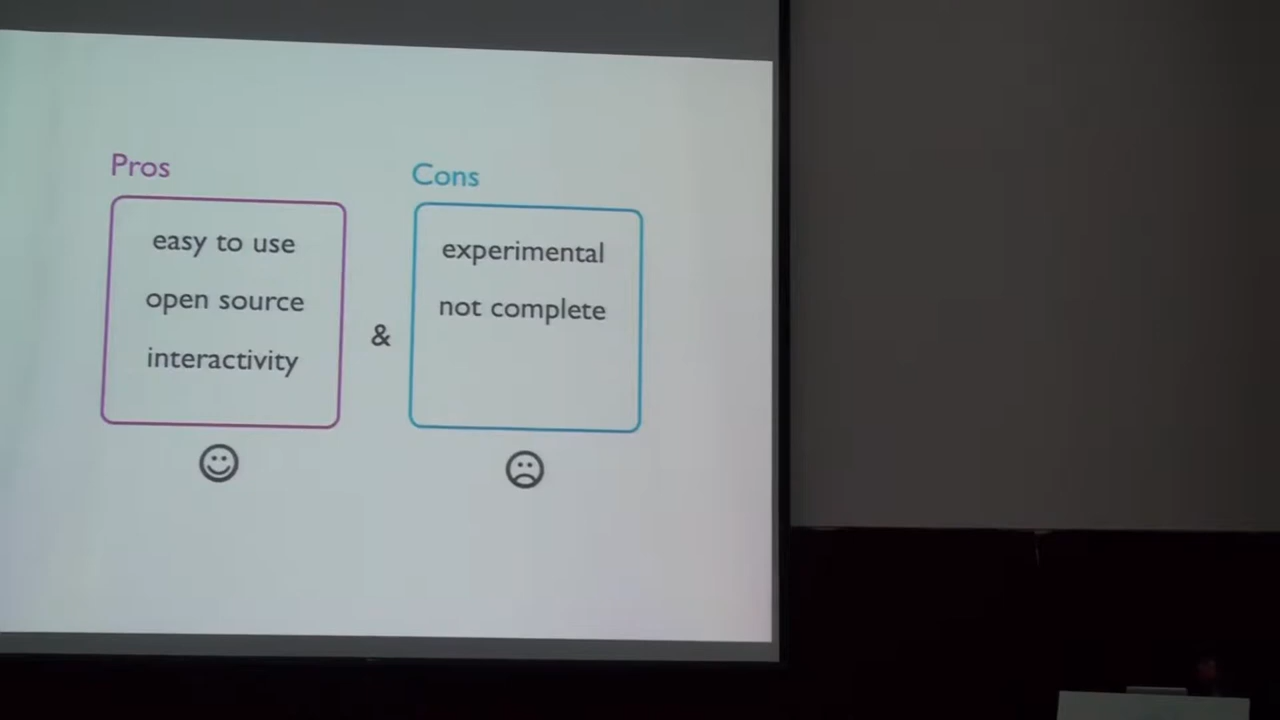 Pros
easy to use
open source
interactivity
&
Cons
experimental
not complete